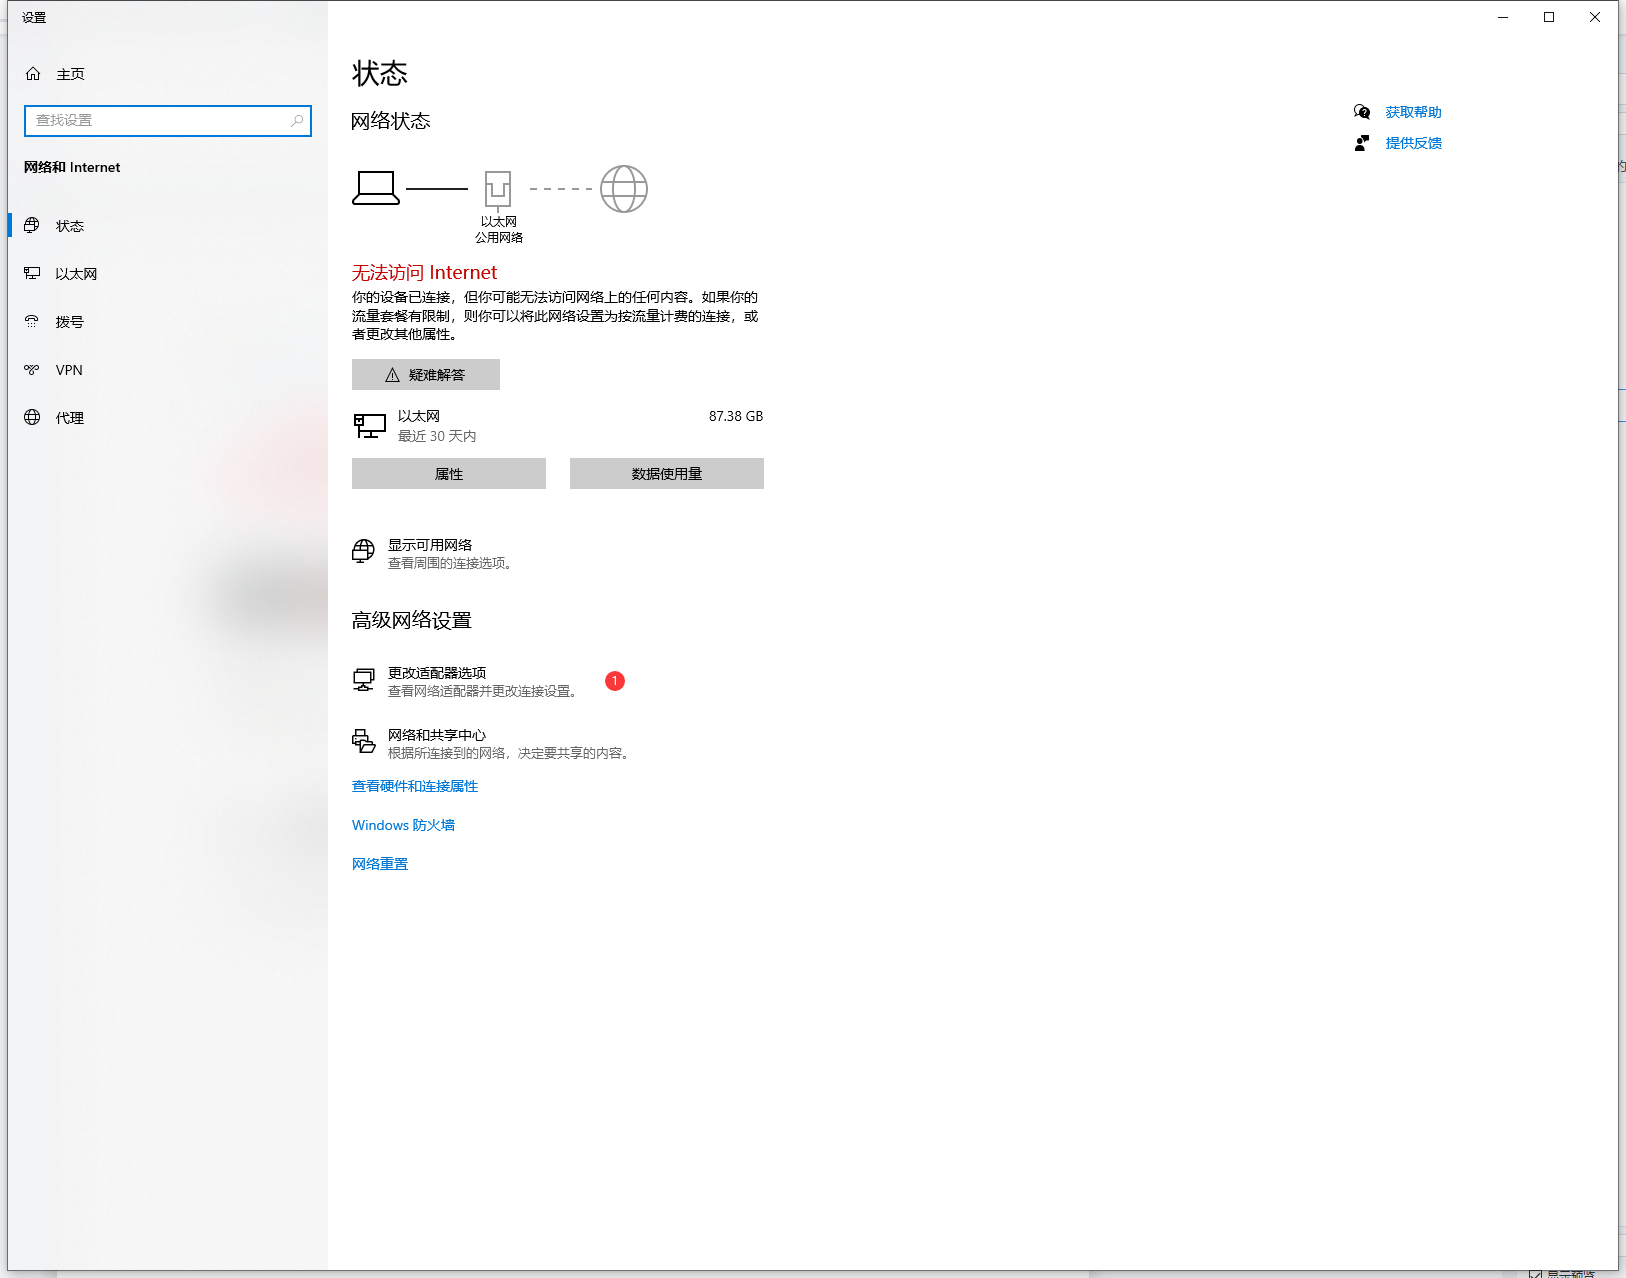 设置
主页
查找设置
网络和 Internet
状态
以太网
拨号
VPN
代理
状态
网络状态
以太网
公用网络
无法访问 Internet
你的设备已连接，但你可能无法访问网络上的任何内容。如果你的
流量套餐有限制，则你可以将此网络设置为按流量计费的连接，或
者更改其他属性。
疑难解答
以太网
87.38 GB
最近 30 天内
属性
数据使用量
显示可用网络
查看周围的连接选项。
高级网络设置
更改适配器选项
查看网络适配器并更改连接设置。
1
网络和共享中心
根据所连接到的网络，决定要共享的内容。
查看硬件和连接属性
Windows 防火墙
网络重置
获取帮助
提供反馈